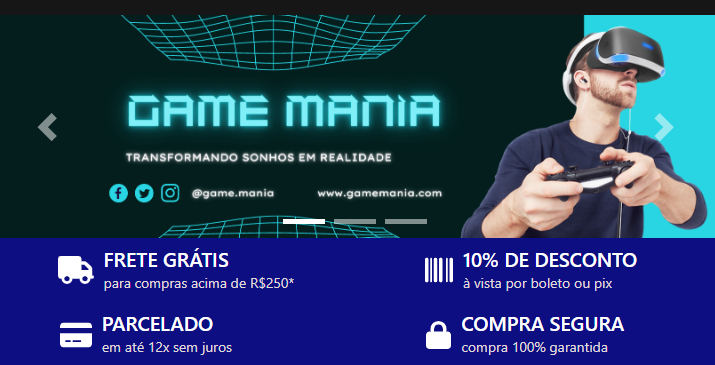 GAME MANIA
TRANSFORMANDO SONHOS EM REALIDADE
@game.mania www.gamemania.com
FRETE GRÁTIS
para compras acima de R$250*
10% DE DESCONTO
à vista por boleto ou pix
PARCELADO
em até 12x sem juros
COMPRA SEGURA
compra 100% garantida